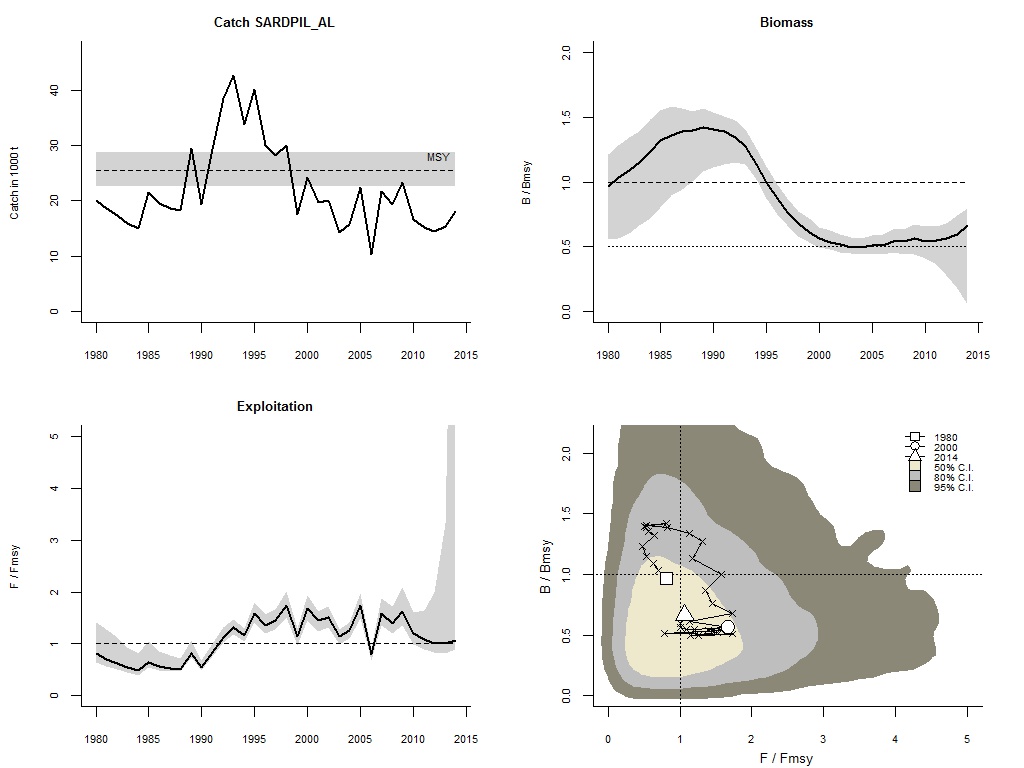 Catch SARDPIL_AL
Catch in 1000 t
40
30
20
10
0
MSY
1980 1985 1990 1995 2000 2005 2010 2015
Biomass
B / Bmsy
2.0
1.5
1.0
0.5
0.0
1980 1985 1990 1995 2000 2005 2010 2015
Exploitation
F / Fmsy
5
4
3
2
1
0
1980 1985 1990 1995 2000 2005 2010 2015
B / Bmsy
2.0
1.5
1.0
0.5
0.0
1980
2000
2014
50% C.I.
80% C.I.
95% C.I.
0 1 2 3 4 5
F / Fmsy